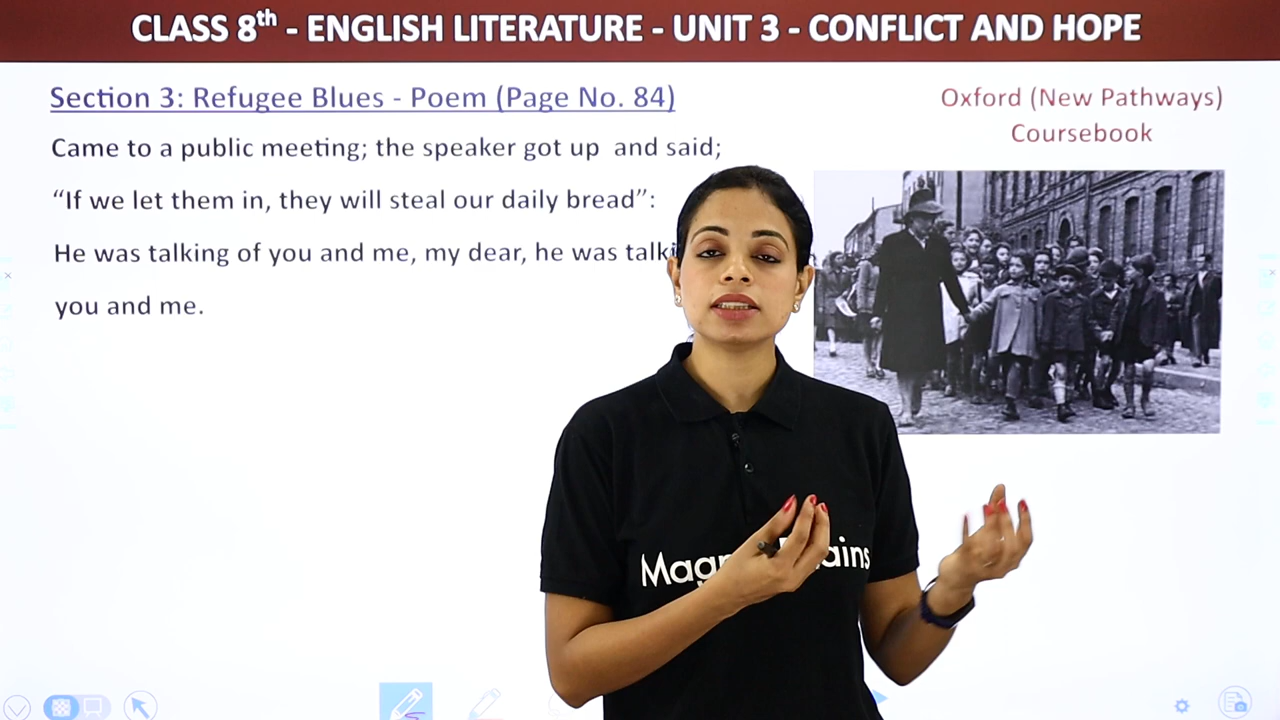 CLASS 8th - ENGLISH LITERATURE - UNIT 3 - CONFLICT AND HOPE
Section 3: Refugee Blues - Poem (Page No. 84)
Oxford (New Pathways)
Coursebook
Came to a public meeting; the speaker got up and said;
“If we let them in, they will steal our daily bread”:
He was talking of you and me, my dear, he was
you and me.